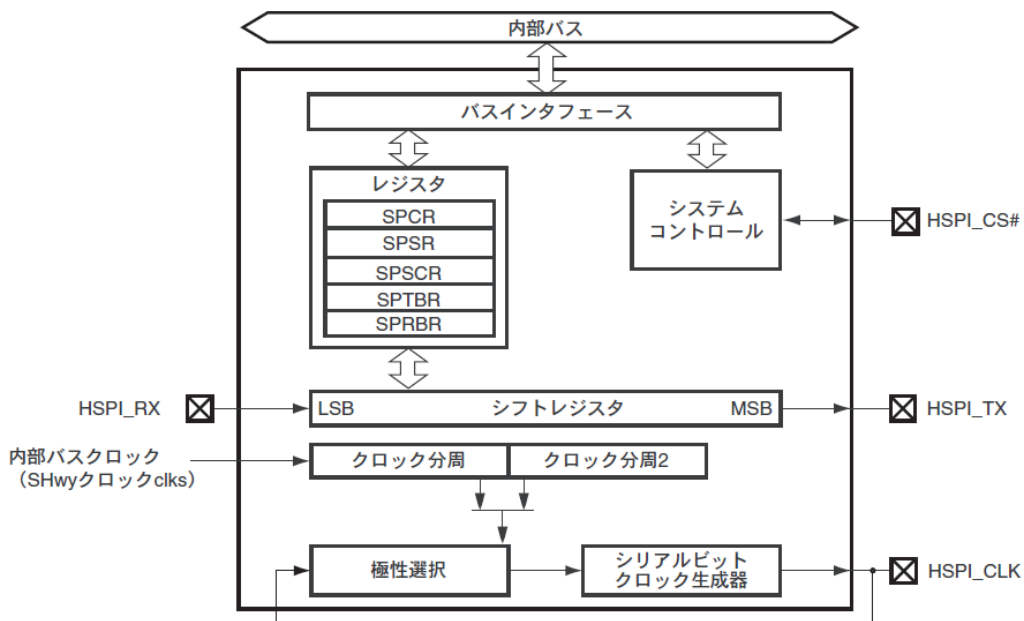 内部バス
バスインタフェース
レジスタ
SPCR
SPSR
SPSCR
SPTBR
SPRBR
システム
コントロール
HSPI_CS#
HSPI_RX
LSB シフトレジスタ MSB
HSPI_TX
内部バスクロック
（SHwyクロックclks）
クロック分周
クロック分周2
極性選択
シリアルビット
クロック生成器
HSPI_CLK